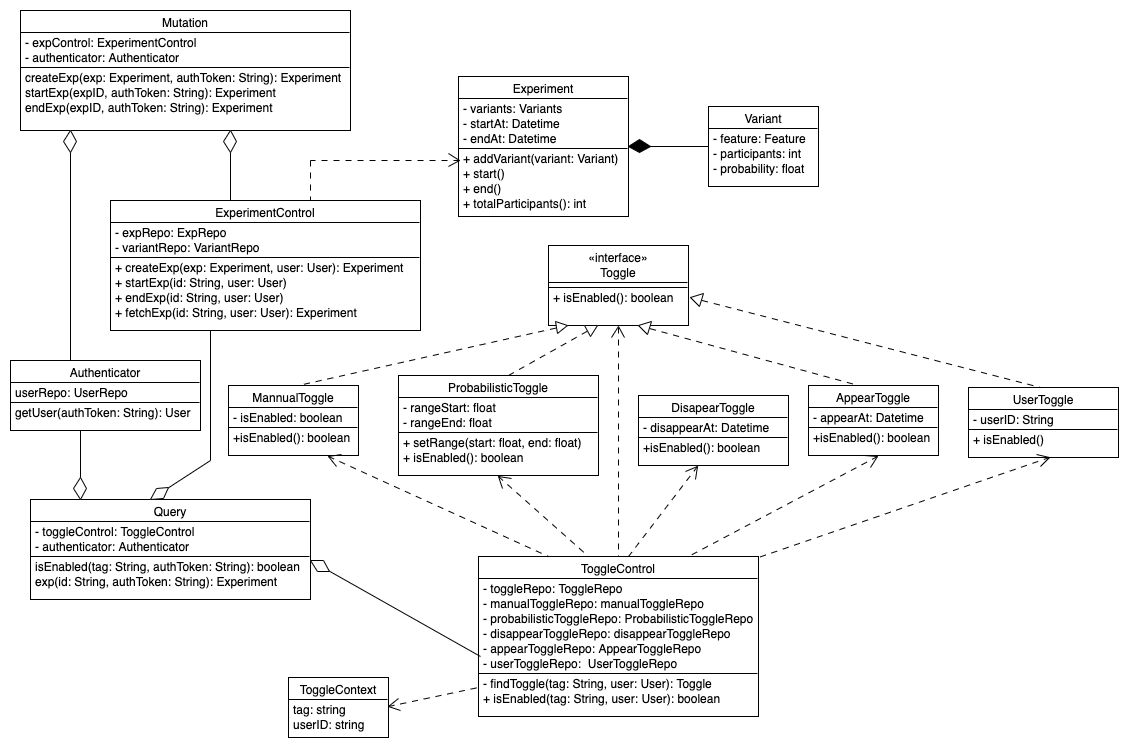 Mutation
- expControl: ExperimentControl
- authenticator: Authenticator
createExp(exp: Experiment, authToken: String): Experiment
startExp(expID, authToken: String): Experiment
endExp(expID, authToken: String): Experiment
Experiment
- variants: Variants
- startAt: Datetime
- endAt: Datetime
+ addVariant(variant: Variant)
+ start()
+ end()
+ totalParticipants(): int
Variant
- feature: Feature
- participants: int
- probability: float
ExperimentControl
- expRepo: ExpRepo
- variantRepo: VariantRepo
+ createExp(exp: Experiment, user: User): Experiment
+ startExp(id: String, user: User)
+ endExp(id: String, user: User)
+ fetchExp(id: String, user: User): Experiment
«interface»
Toggle
+ isEnabled(): boolean
Authenticator
userRepo: UserRepo
getUser(authToken: String): User
MannualToggle
- isEnabled: boolean
+isEnabled(): boolean
ProbabilisticToggle
- rangeStart: float
- rangeEnd: float
+ setRange(start: float, end: float)
+ isEnabled(): boolean
DisapearToggle
- disappearAt: Datetime
+isEnabled(): boolean
AppearToggle
- appearAt: Datetime
+isEnabled(): boolean
UserToggle
- userID: String
+ isEnabled()
Query
- toggleControl: ToggleControl
- authenticator: Authenticator
isEnabled(tag: String, authToken: String): boolean
exp(id: String, authToken: String): Experiment
ToggleControl
- toggleRepo: ToggleRepo
- manualToggleRepo: manualToggleRepo
- probabilisticToggleRepo: ProbabilisticToggleRepo
- disappearToggleRepo: disappearToggleRepo
- appearToggleRepo: AppearToggleRepo
- userToggleRepo:  UserToggleRepo
- findToggle(tag: String, user: User): Toggle
+ isEnabled(tag: String, user: User): boolean
ToggleContext
tag: string
userID: string